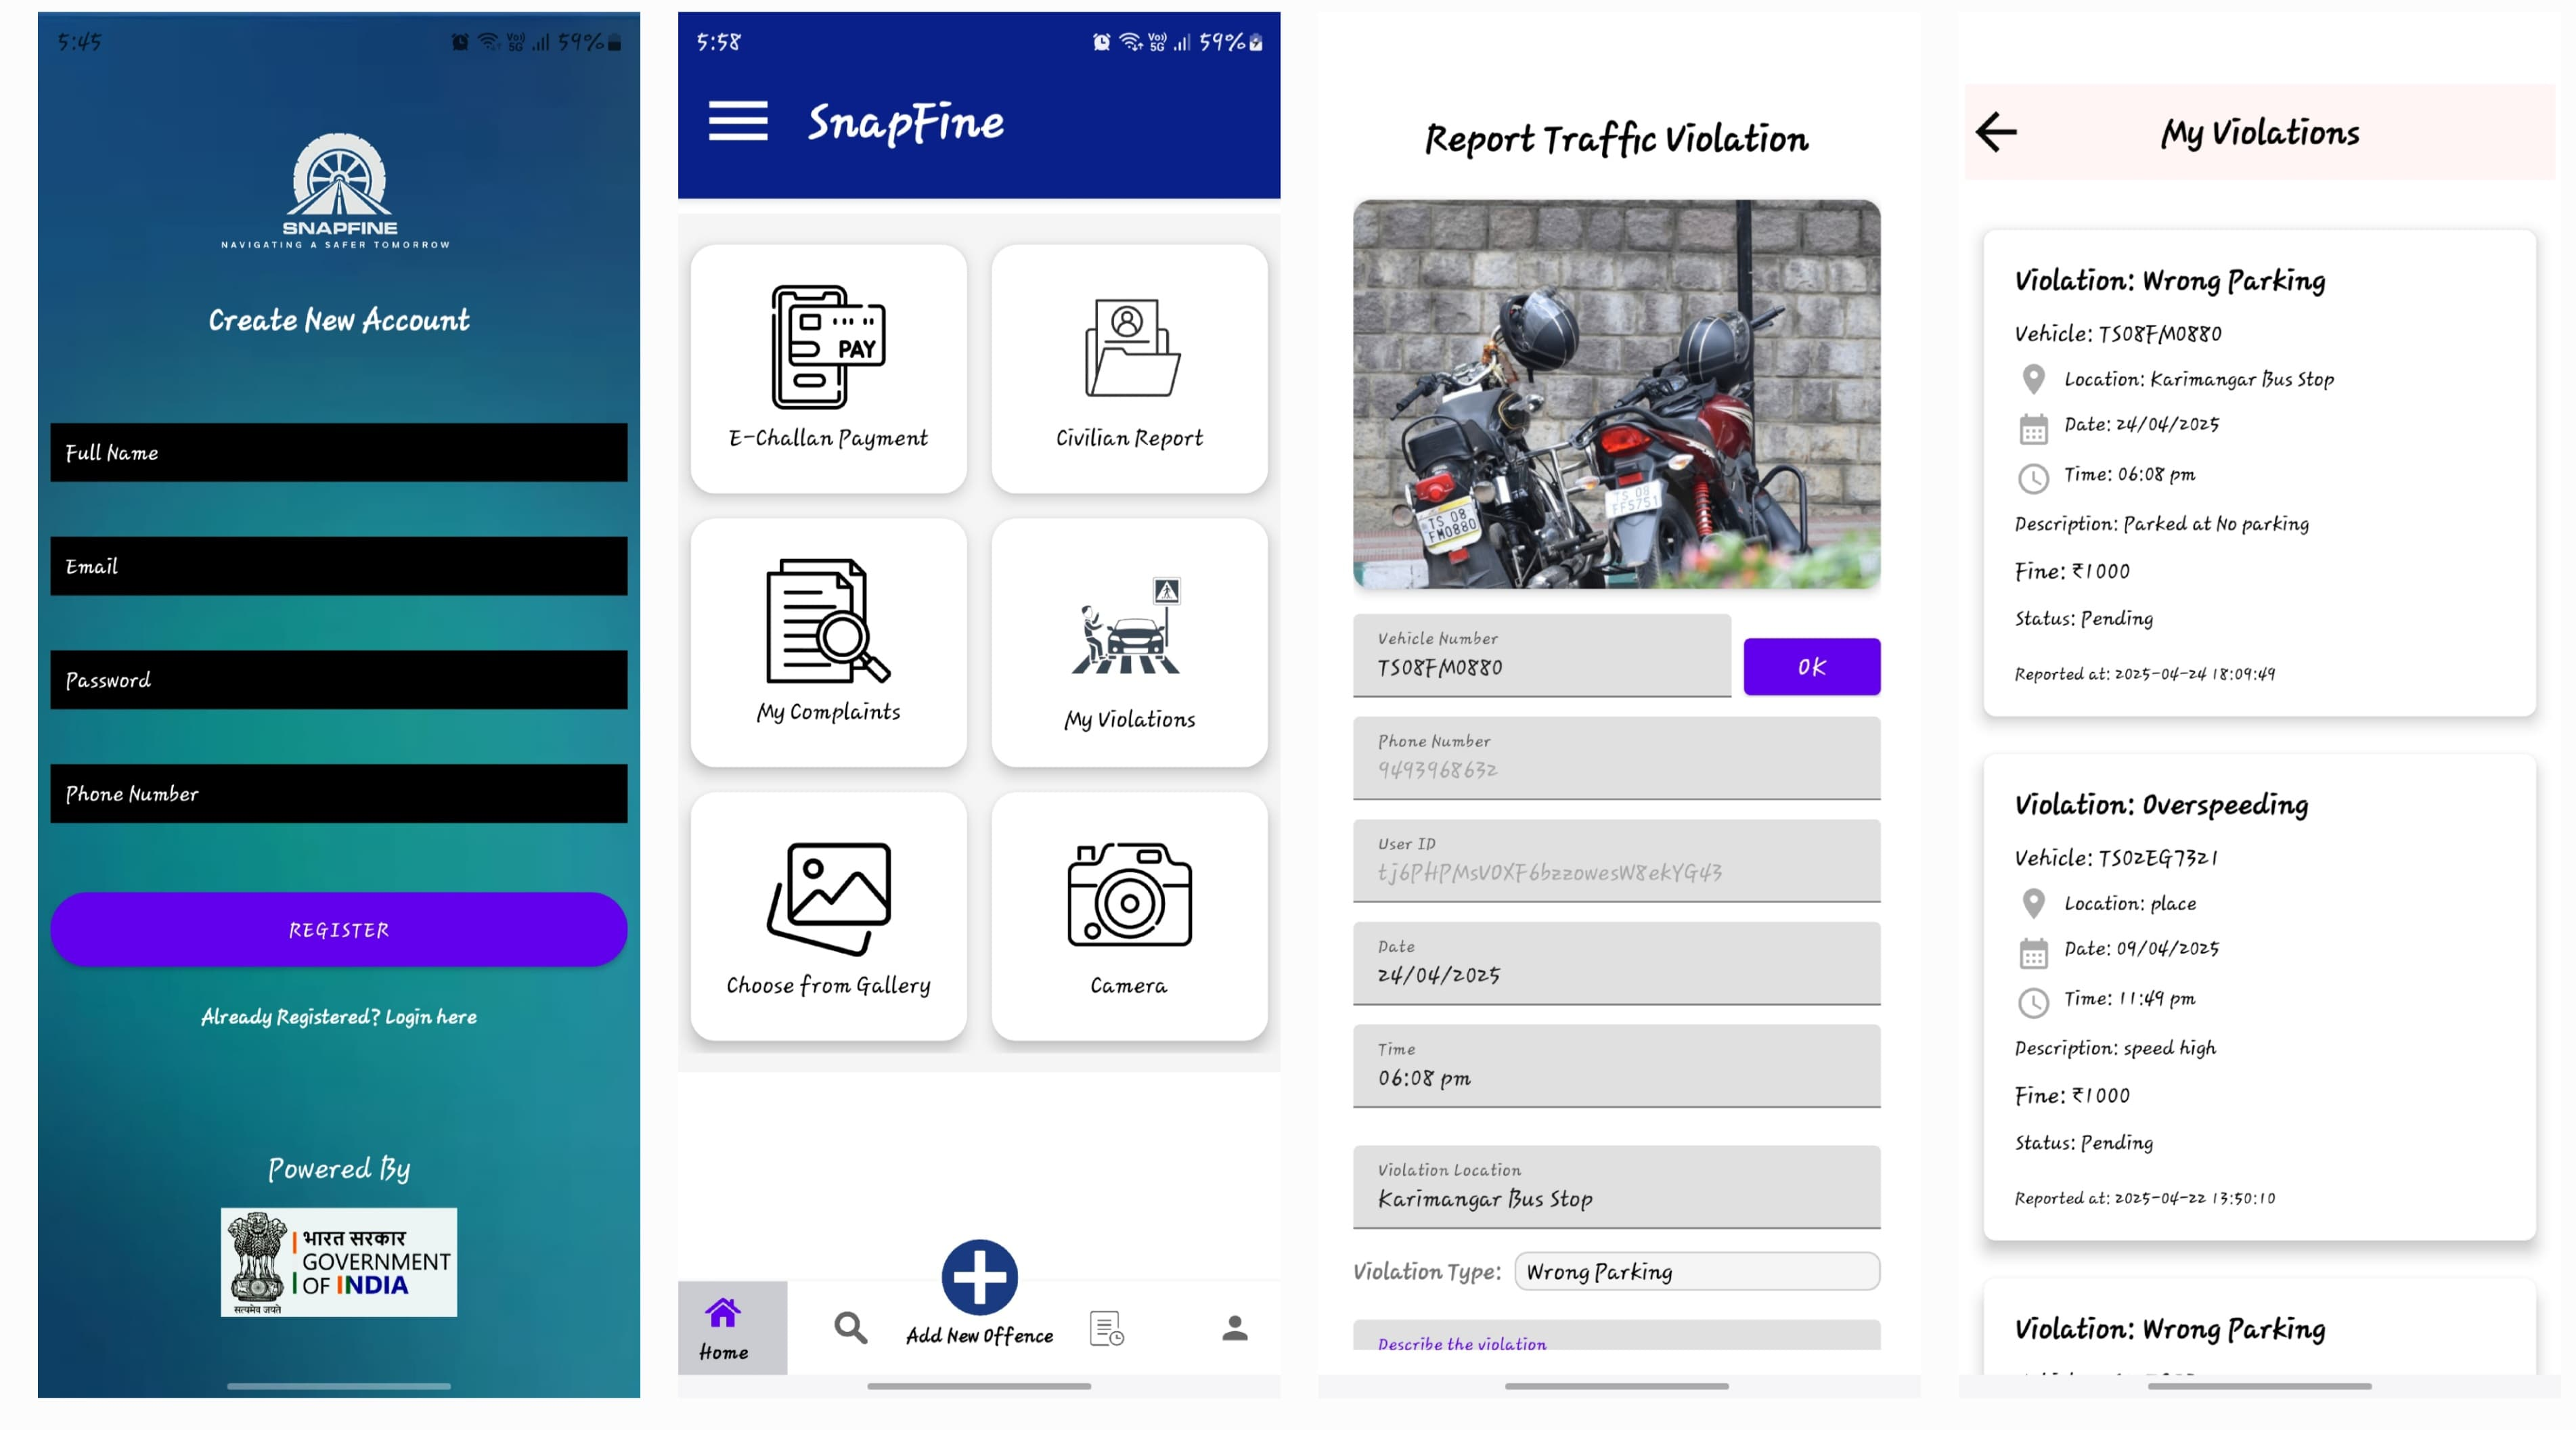 5:45
Vo) 5G 59%
SNAPFINE
NAVIGATING A SAFER TOMORROW
Create New Account
Full Name
Email
Password
Phone Number
REGISTER
Already Registered? Login here
Powered By
भारत सरकार
GOVERNMENT
OF INDIA
सत्यमेव जयते
5:58
Vo) 5G 59%
SnapFine
PAY
E-Challan Payment
Civilian Report
My Complaints
My Violations
Choose from Gallery
Camera
Home
Add New Offence
Report Traffic Violation
TS 08
FM0880
TS 08
FF5751
Vehicle Number
TS08FM0880
OK
Phone Number
9493968632
User ID
tj6PHPMsV0XF6bzzowesW8ekYG43
Date
24/04/2025
Time
06:08 pm
Violation Location
Karimangar Bus Stop
Violation Type: Wrong Parking
Describe the violation
My Violations
Violation: Wrong Parking
Vehicle: TS08FM0880
Location: Karimangar Bus Stop
Date: 24/04/2025
Time: 06:08 pm
Description: Parked at No parking
Fine: ₹1000
Status: Pending
Reported at: 2025-04-24 18:09:49
Violation: Overspeeding
Vehicle: TS02EG7321
Location: place
Date: 09/04/2025
Time: 11:49 pm
Description: speed high
Fine: ₹1000
Status: Pending
Reported at: 2025-04-22 13:50:10
Violation: Wrong Parking